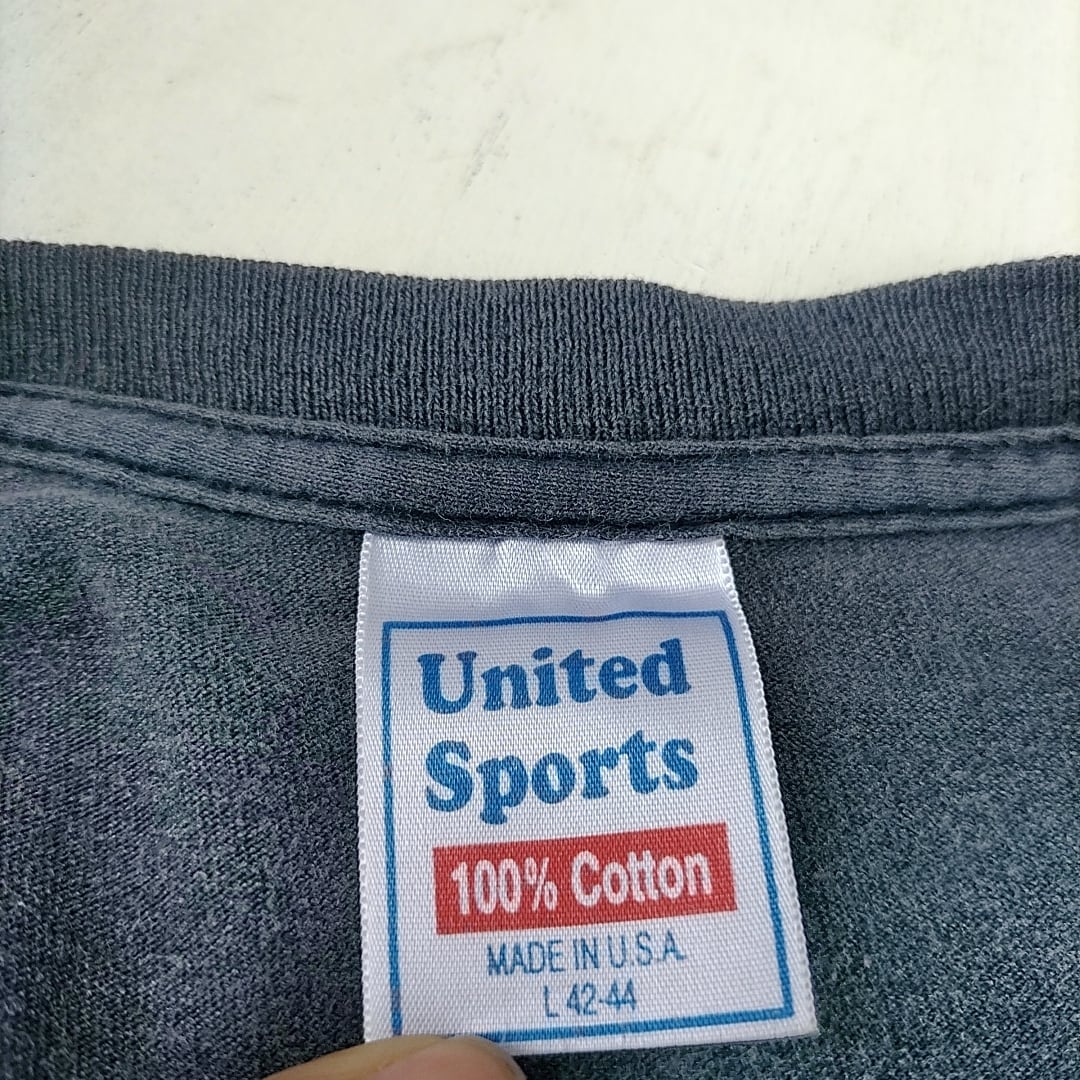 United
Sports
100% Cotton
MADE IN U.S.A.
L 42-44